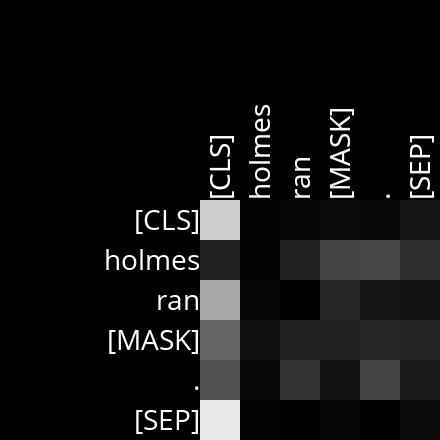 [CLS]
holmes
ran
[MASK]
.
[SEP]
[CLS]
holmes
ran
[MASK]
.
[SEP]